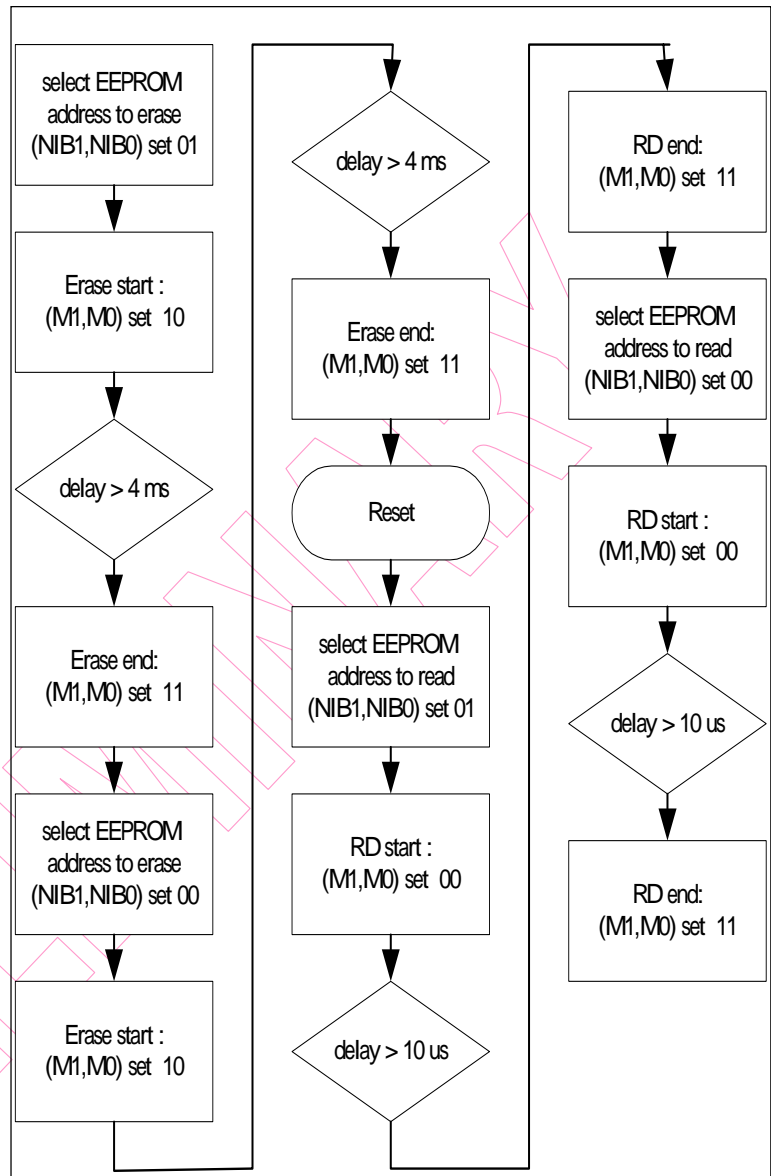 select EEPROM
address to erase
(NIB1,NIB0) set 01
Erase start :
(M1,M0) set 10
delay > 4 ms
Erase end:
(M1,M0) set 11
select EEPROM
address to erase
(NIB1,NIB0) set 00
Erase start :
(M1,M0) set 10
delay > 4 ms
Erase end:
(M1,M0) set 11
Reset
select EEPROM
address to read
(NIB1,NIB0) set 01
RD start :
(M1,M0) set 00
delay > 10 us
RD end:
(M1,M0) set 11
select EEPROM
address to read
(NIB1,NIB0) set 00
RD start :
(M1,M0) set 00
delay > 10 us
RD end:
(M1,M0) set 11